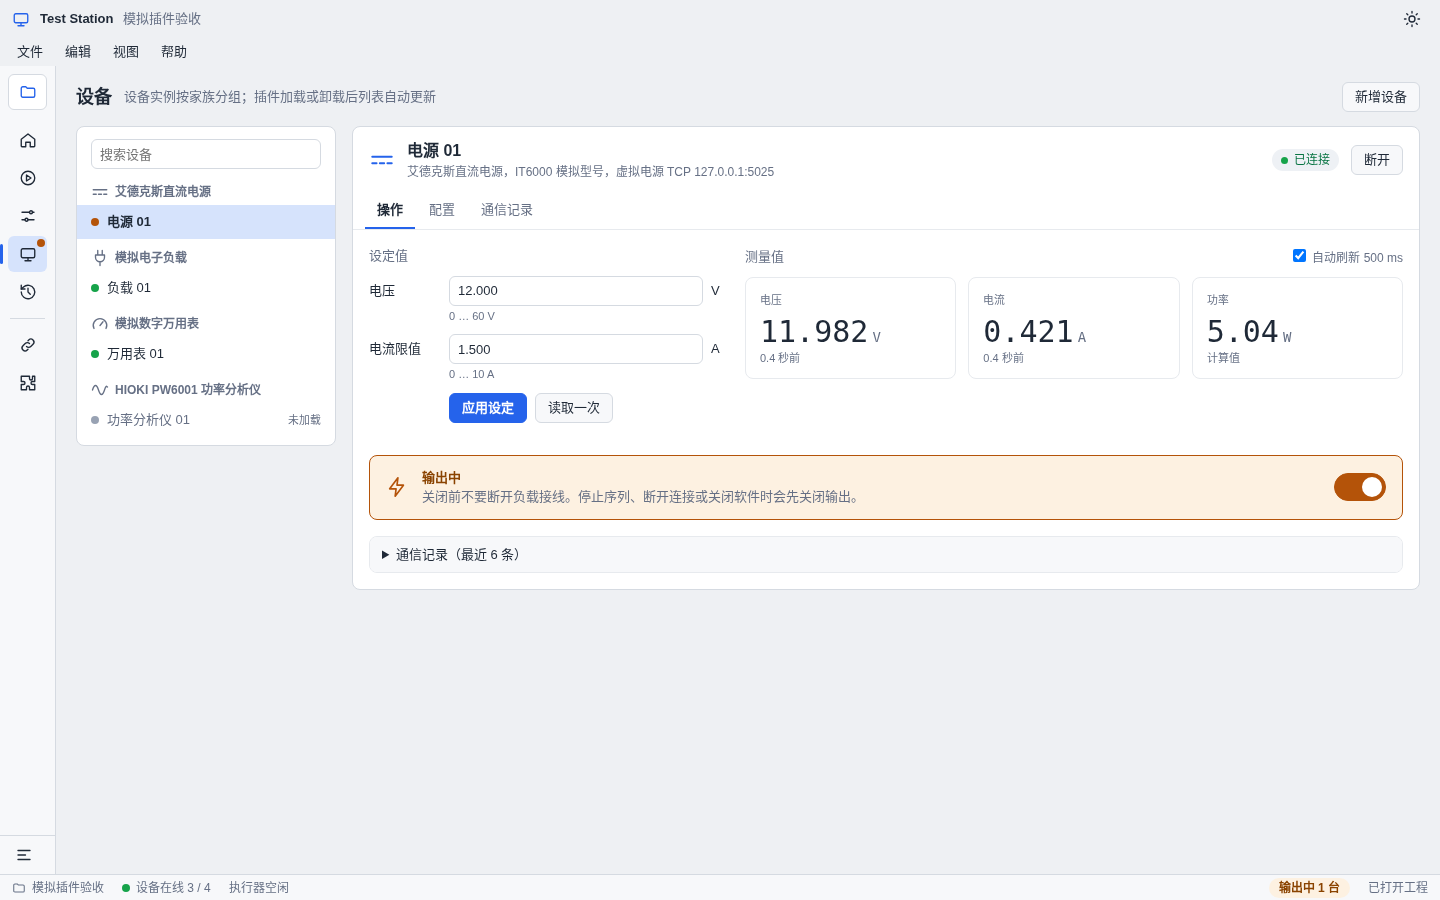 Test Station 模拟插件验收
文件 编辑 视图 帮助
设备 设备实例按家族分组；插件加载或卸载后列表自动更新
新增设备
搜索设备
艾德克斯直流电源
电源 01
模拟电子负载
负载 01
模拟数字万用表
万用表 01
HIOKI PW6001 功率分析仪
功率分析仪 01 未加载
电源 01
艾德克斯直流电源，IT6000 模拟型号，虚拟电源 TCP 127.0.0.1:5025
已连接 断开
操作 配置 通信记录
设定值
电压 12.000 V
0 … 60 V
电流限值 1.500 A
0 … 10 A
应用设定 读取一次
测量值
自动刷新 500 ms
电压
11.982 V
0.4 秒前
电流
0.421 A
0.4 秒前
功率
5.04 W
计算值
输出中
关闭前不要断开负载接线。停止序列、断开连接或关闭软件时会先关闭输出。
通信记录（最近 6 条）
模拟插件验收 设备在线 3 / 4 执行器空闲
输出中 1 台 已打开工程